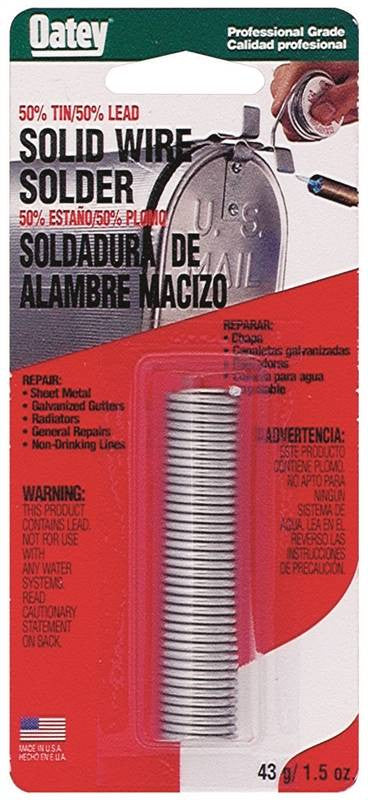 Oatey
Professional Grade
Calidad profesional
50% TIN/50% LEAD
SOLID WIRE
SOLDER
50% ESTAÑO/50% PLOMO
SOLDADURA DE
ALAMBRE MACIZO
U.S.
MAIL
REPARAR:
• Chapa
• Canaletas galvanizadas
para agua
REPAIR:
• Sheet Metal
• Galvanized Gutters
• Radiators
• General Repairs
• Non-Drinking Lines
WARNING:
THIS PRODUCT
CONTAINS LEAD.
NOT FOR USE
WITH
ANY WATER
SYSTEMS.
READ
CAUTIONARY
STATEMENT
ON BACK.
ADVERTENCIA:
ESTE PRODUCTO
CONTIENE PLOMO.
NO APTO PARA
NINGUN
SISTEMA DE
AGUA. LEA EN EL
REVERSO LAS
INSTRUCCIONES
DE PRECAUCIÓN.
MADE IN U.S.A.
HECHO EN E.U.A.
43 g/ 1.5 oz.